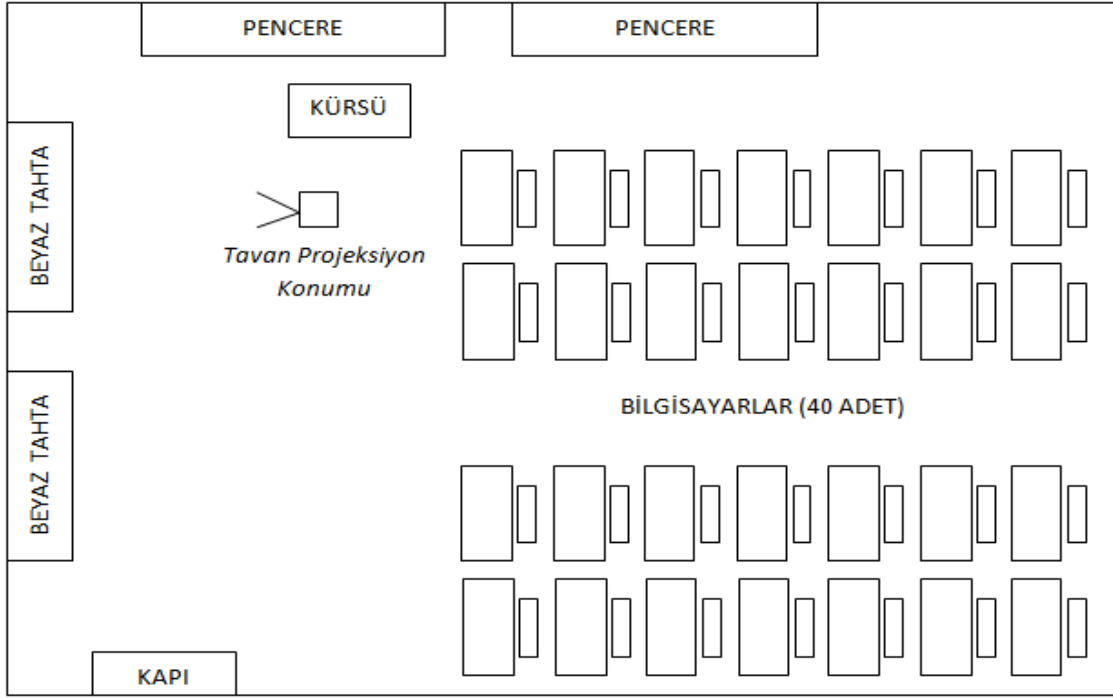 PENCERE
PENCERE
KÜRSÜ
BEYAZ TAHTA
Tavan Projeksiyon
Konumu
BİLGİSAYARLAR (40 ADET)
BEYAZ TAHTA
KAPI